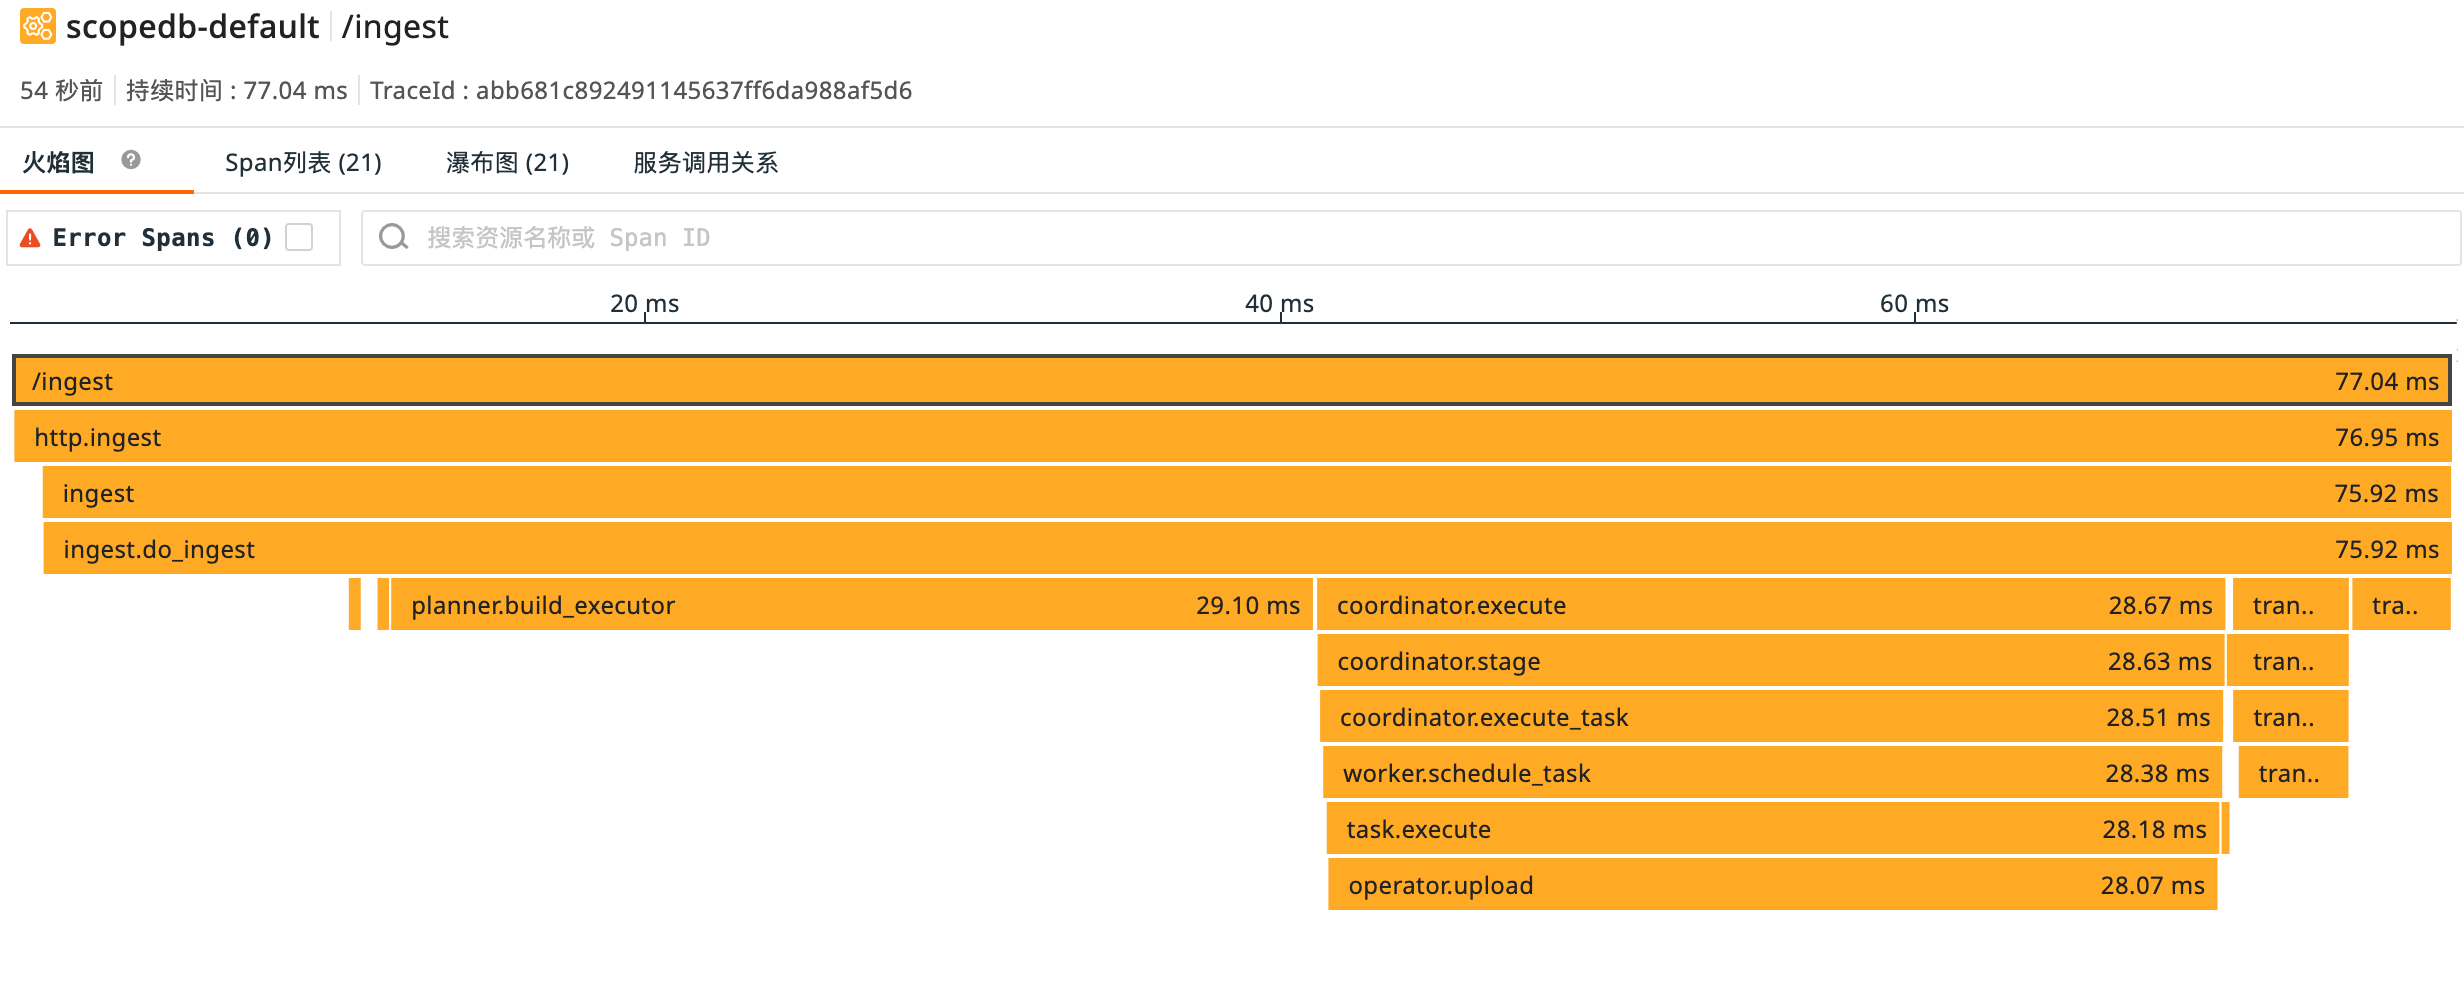 scopedb-default /ingest
54 秒前 持续时间 : 77.04 ms TraceId : abb681c892491145637ff6da988af5d6
火焰图 ? Span列表 (21) 瀑布图 (21) 服务调用关系
Error Spans (0) 搜索资源名称或 Span ID
20 ms 40 ms 60 ms
/ingest 77.04 ms
http.ingest 76.95 ms
ingest 75.92 ms
ingest.do_ingest 75.92 ms
planner.build_executor 29.10 ms coordinator.execute 28.67 ms tran.. tra..
coordinator.stage 28.63 ms tran..
coordinator.execute_task 28.51 ms tran..
worker.schedule_task 28.38 ms tran..
task.execute 28.18 ms
operator.upload 28.07 ms